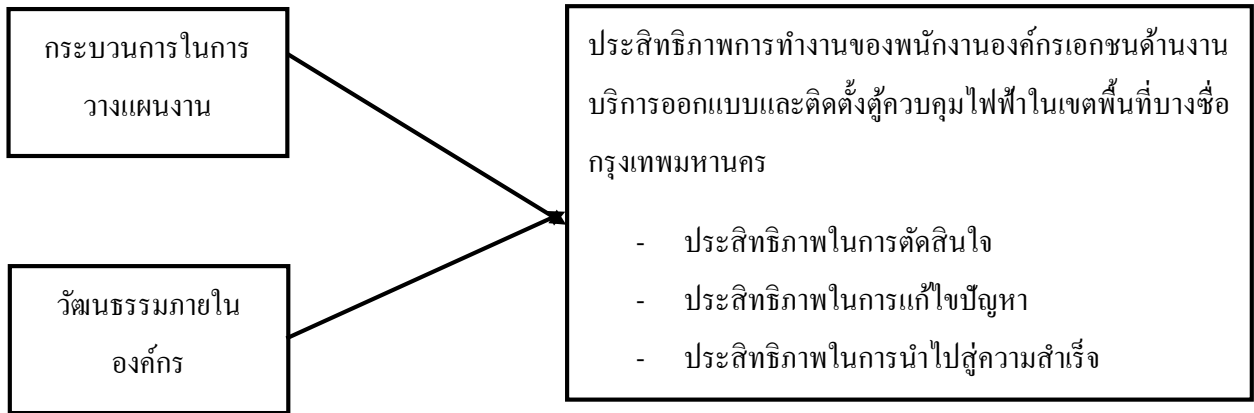 กระบวนการในการ
วางแผนงาน
วัฒนธรรมภายใน
องค์กร
ประสิทธิภาพการทำงานของพนักงานองค์กรเอกชนด้านงาน
บริการออกแบบและติดตั้งตู้ควบคุมไฟฟ้าในเขตพื้นที่บางซื่อ
กรุงเทพมหานคร
- ประสิทธิภาพในการตัดสินใจ
- ประสิทธิภาพในการแก้ไขปัญหา
- ประสิทธิภาพในการนำไปสู่ความสำเร็จ